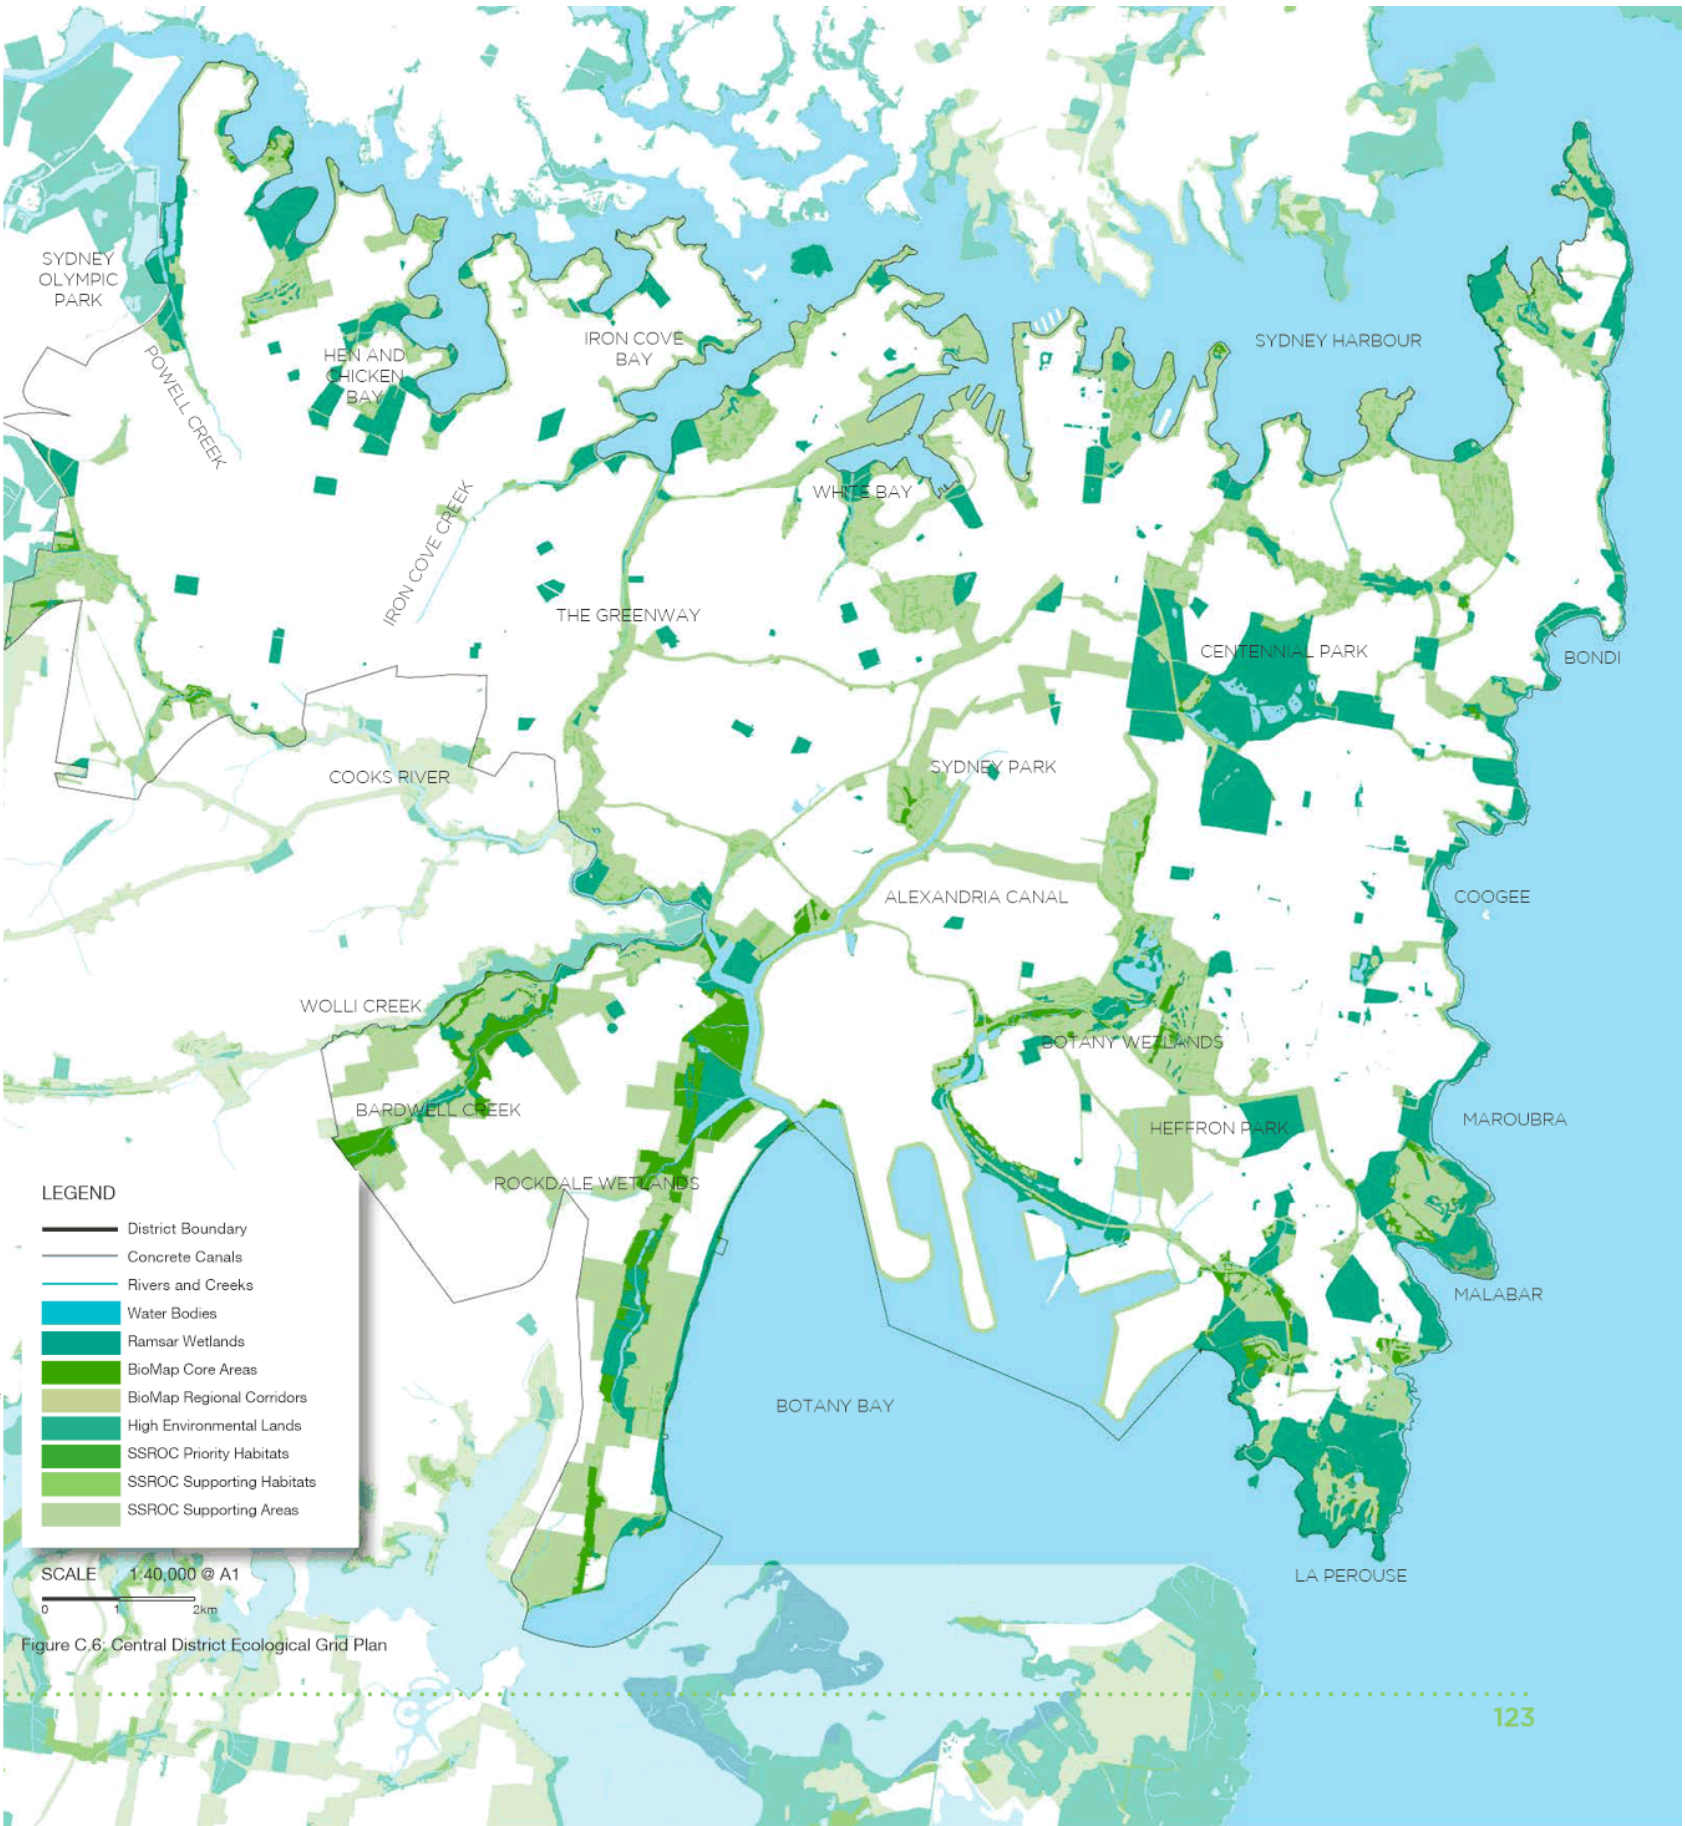 SYDNEY
OLYMPIC
PARK
POWELL CREEK
HEN AND
CHICKEN
BAY
IRON COVE
BAY
SYDNEY HARBOUR
IRON COVE CREEK
WHITE BAY
THE GREENWAY
CENTENNIAL PARK
BONDI
COOKS RIVER
SYDNEY PARK
ALEXANDRIA CANAL
COOGEE
WOLLI CREEK
BOTANY WETLANDS
BARDWELL CREEK
HEFFRON PARK
MAROUBRA
ROCKDALE WETLANDS
MALABAR
BOTANY BAY
LA PEROUSE
LEGEND
District Boundary
Concrete Canals
Rivers and Creeks
Water Bodies
Ramsar Wetlands
BioMap Core Areas
BioMap Regional Corridors
High Environmental Lands
SSROC Priority Habitats
SSROC Supporting Habitats
SSROC Supporting Areas
SCALE 1:40,000 @ A1
0 1 2km
Figure C.6: Central District Ecological Grid Plan
123